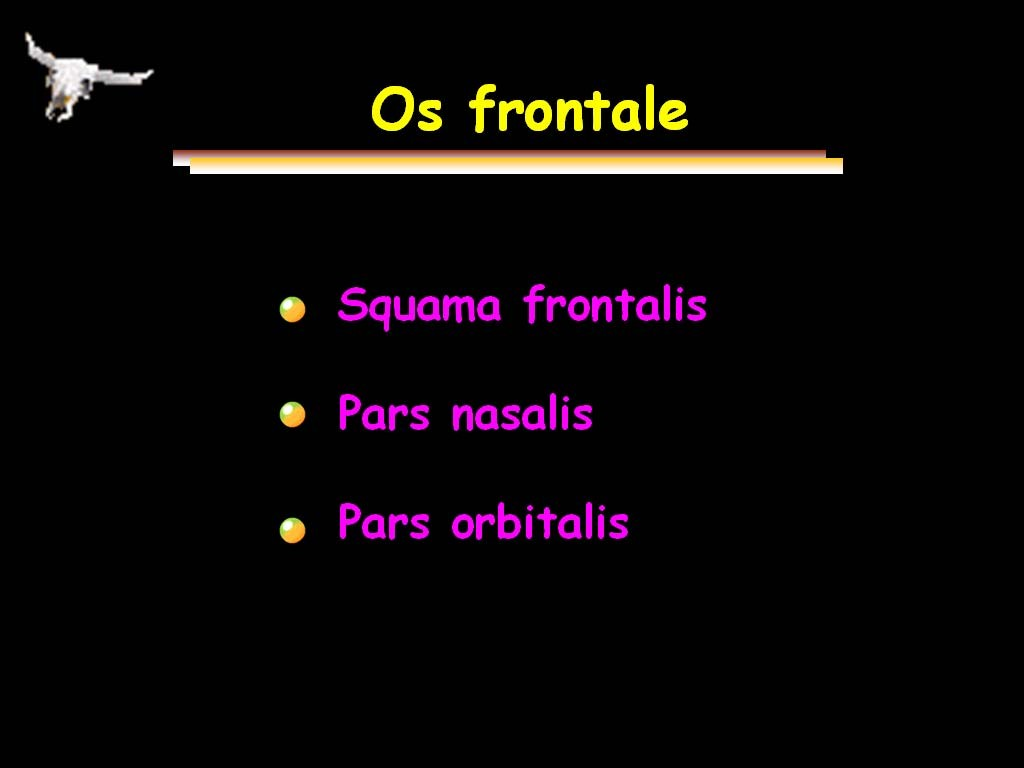 Os frontale
Squama frontalis
Pars nasalis
Pars orbitalis